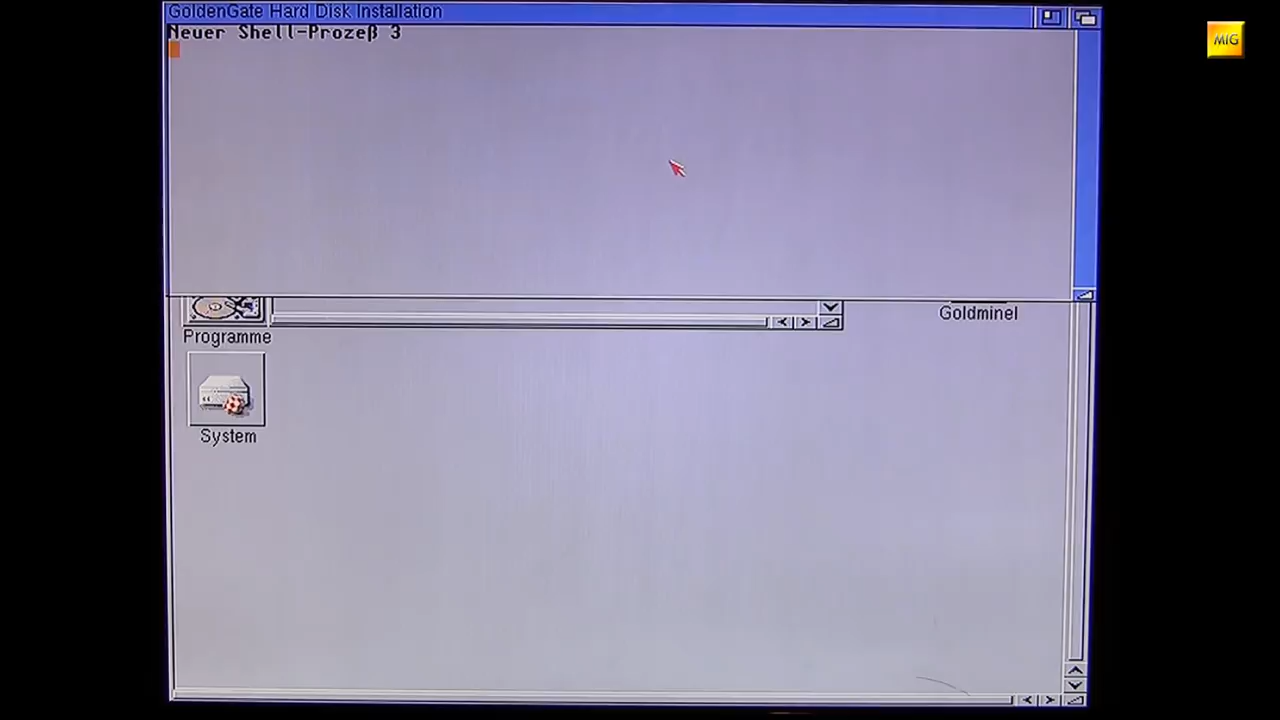 GoldenGate Hard Disk Installation
MIG
Neuer Shell-Prozeß 3
Goldminel
Programme
System